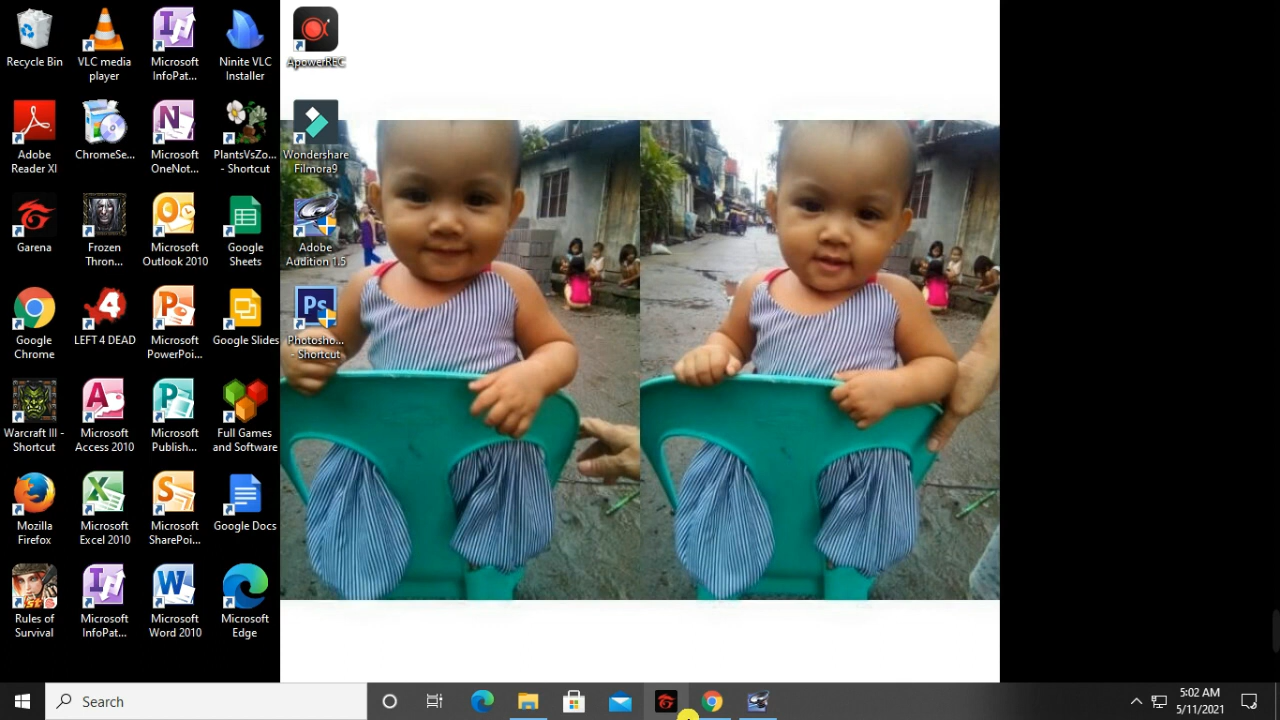 Recycle Bin
VLC media
player
Microsoft
InfoPat...
Ninite VLC
Installer
ApowerREC
Adobe
Reader XI
ChromeSe...
Microsoft
OneNot...
PlantsVsZo...
- Shortcut
Wondershare
Filmora9
Garena
Frozen
Thron...
Microsoft
Outlook 2010
Google
Sheets
Adobe
Audition 1.5
Google
Chrome
LEFT 4 DEAD
Microsoft
PowerPoi...
Google Slides
Ps
Photosho...
- Shortcut
Warcraft III -
Shortcut
Microsoft
Access 2010
Microsoft
Publish...
Full Games
and Software
Mozilla
Firefox
Microsoft
Excel 2010
Microsoft
SharePoi...
Google Docs
Rules of
Survival
Microsoft
InfoPat...
Microsoft
Word 2010
Microsoft
Edge
Search
5:02 AM
5/11/2021